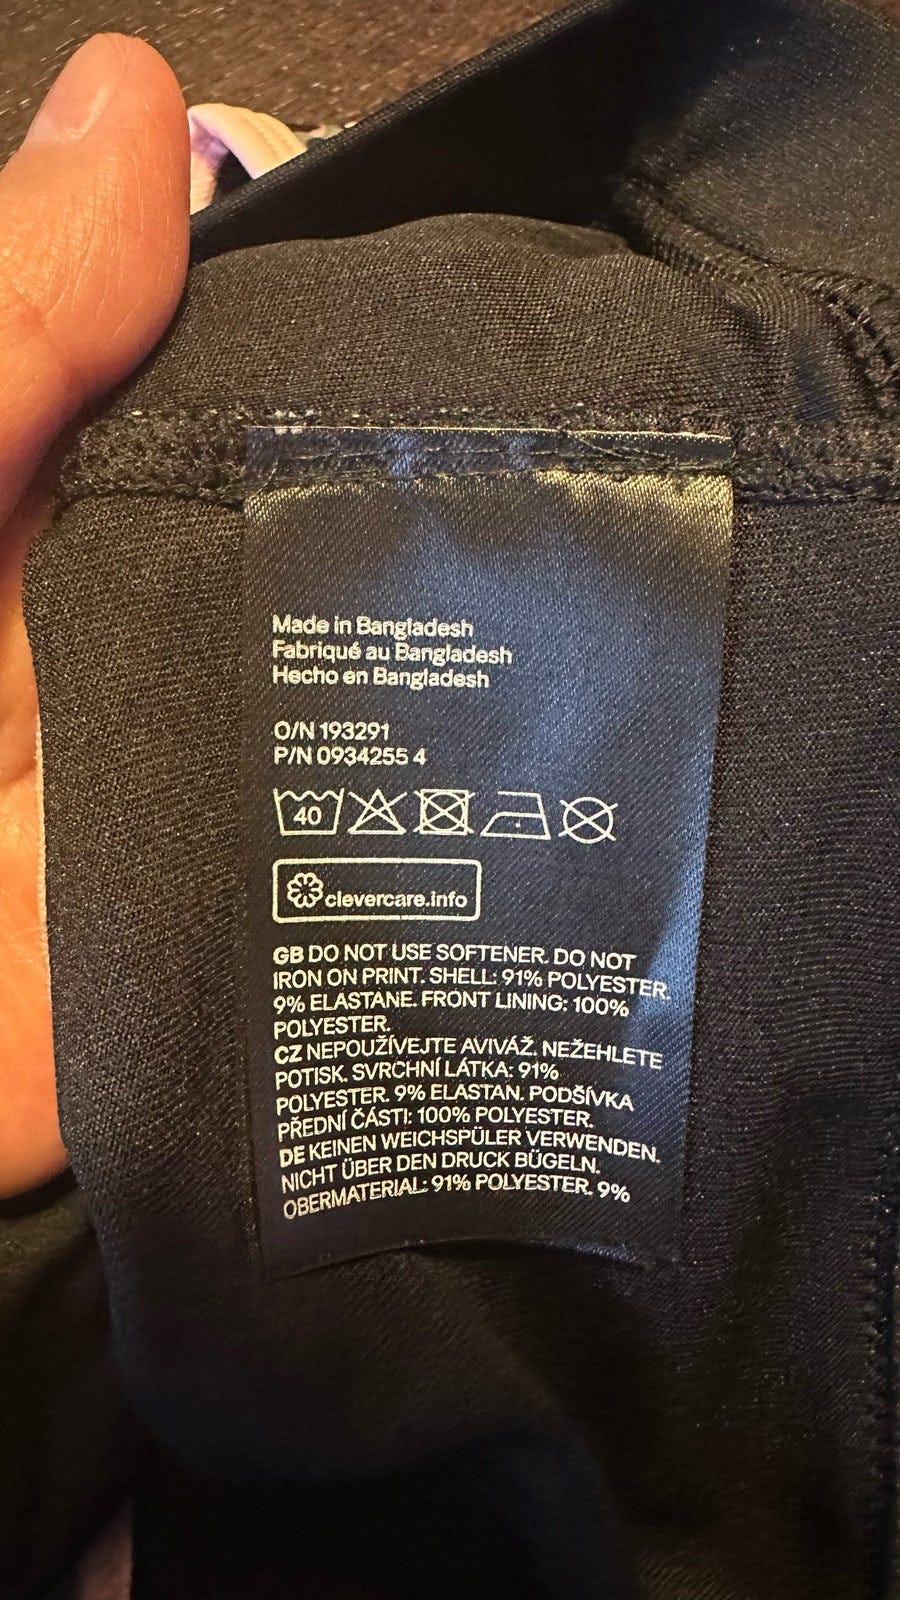 Made in Bangladesh
Fabriqué au Bangladesh
Hecho en Bangladesh
O/N 193291
P/N 0934255 4
40
clevercare.info
GB DO NOT USE SOFTENER. DO NOT
IRON ON PRINT. SHELL: 91% POLYESTER.
9% ELASTANE. FRONT LINING: 100%
POLYESTER.
CZ NEPOUŽÍVEJTE AVIVÁŽ. NEŽEHLETE
POTISK. SVRCHNÍ LÁTKA: 91%
POLYESTER. 9% ELASTAN. PODŠÍVKA
PŘEDNÍ ČÁSTI: 100% POLYESTER.
DE KEINEN WEICHSPÜLER VERWENDEN.
NICHT ÜBER DEN DRUCK BÜGELN.
OBERMATERIAL: 91% POLYESTER. 9%